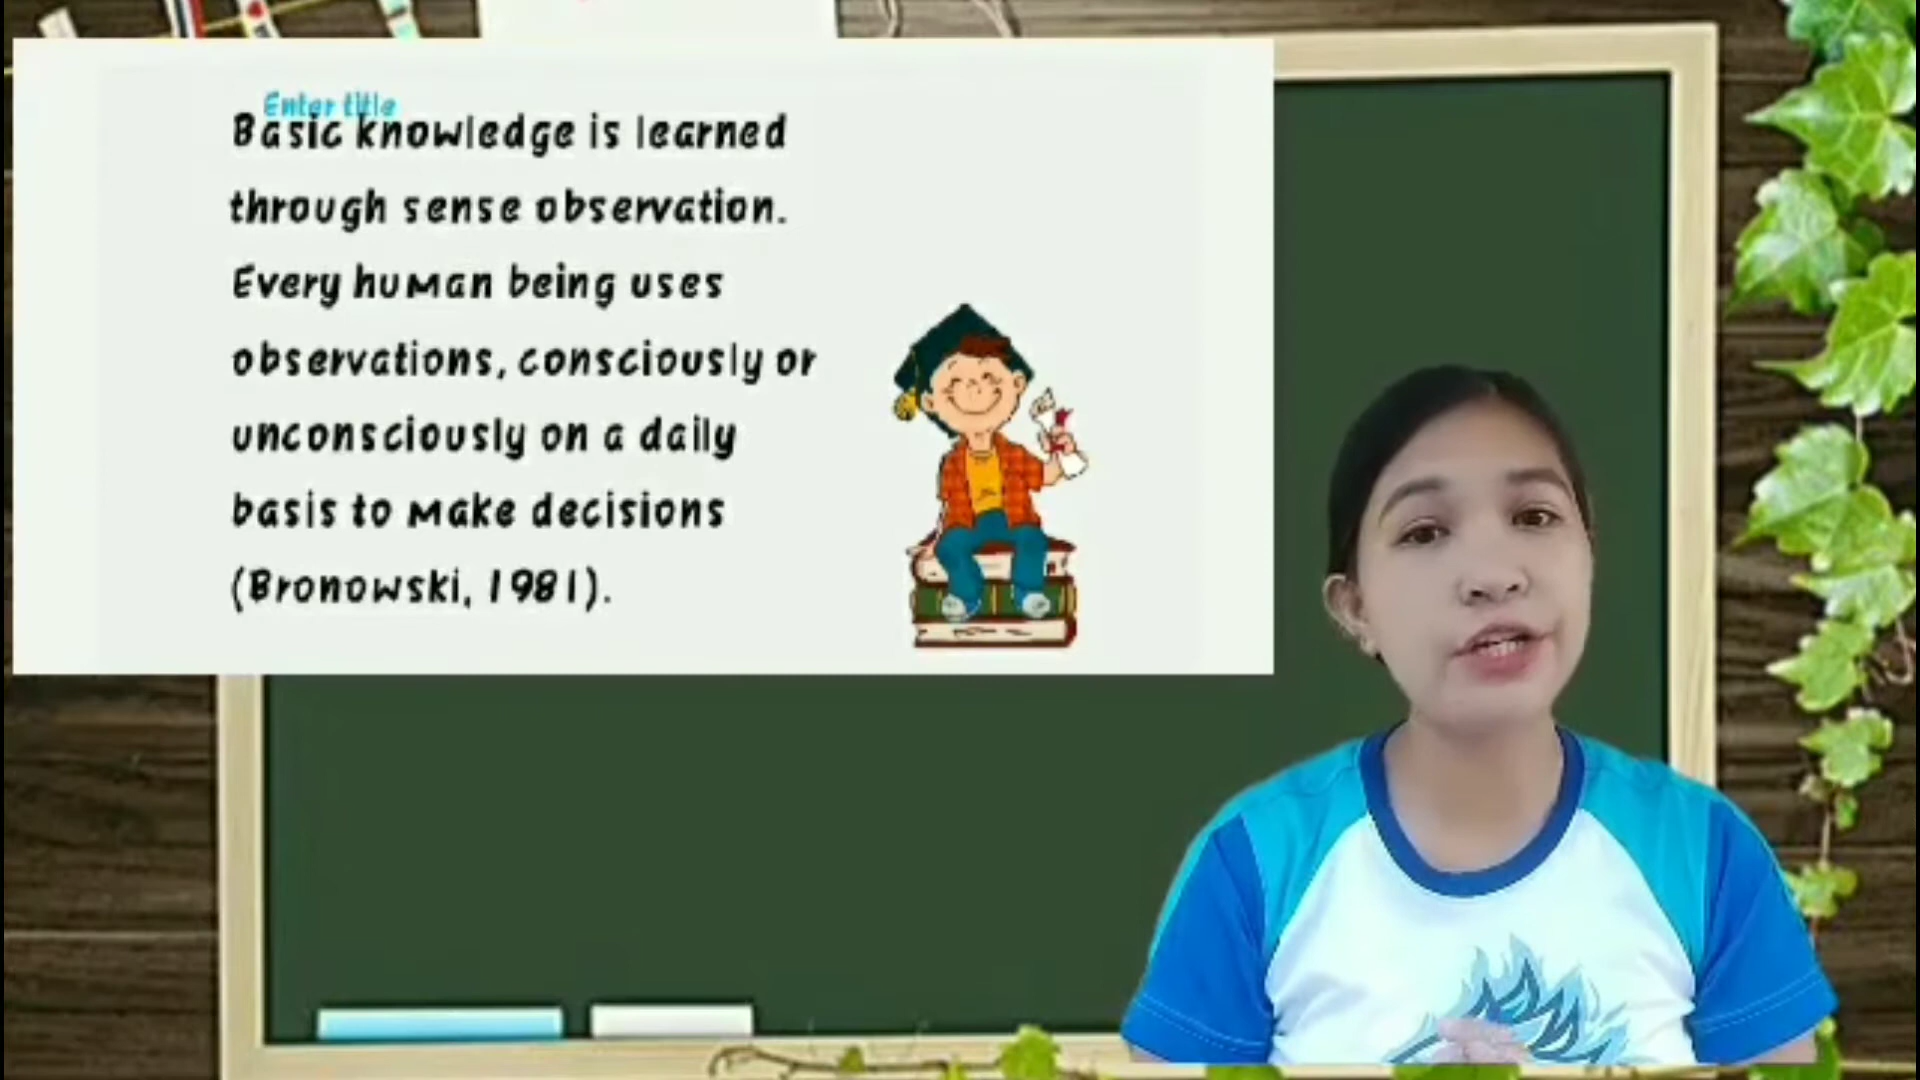 Enter title
Basic knowledge is learned
through sense observation.
Every human being uses
observations, consciously or
unconsciously on a daily
basis to make decisions
(Bronowski, 1981).